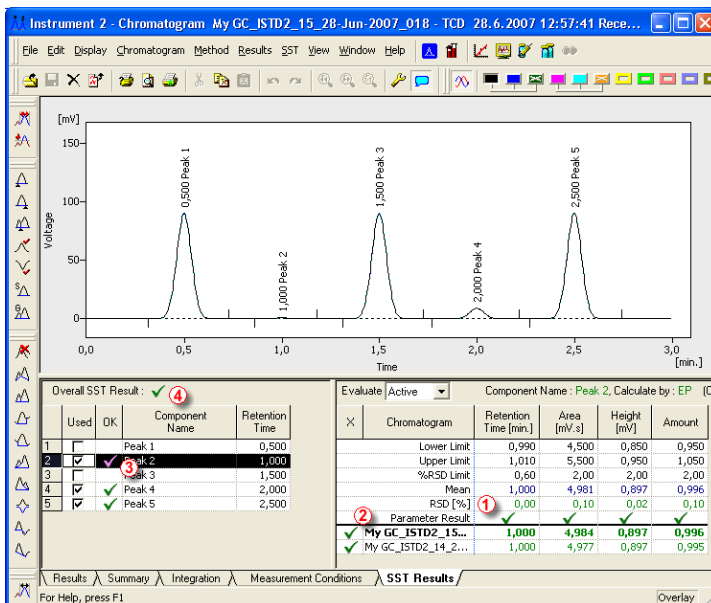 Instrument 2 - Chromatogram My GC_ISTD2_15_28-Jun-2007_018 - TCD 28.6.2007 12:57:41 Rece...
File Edit Display Chromatogram Method Results SST View Window Help
[mV]
150
100
50
0
Voltage
0,500 Peak 1
1,000 Peak 2
1,500 Peak 3
2,000 Peak 4
2,500 Peak 5
0,0 0,5 1,0 1,5 2,0 2,5 3,0
Time
[min.]
Overall SST Result : 4
Used OK Component Name Retention Time
1 Peak 1 0,500
2 Peak 2 1,000
3
3 Peak 3 1,500
4 Peak 4 2,000
5 Peak 5 2,500
Evaluate Active Component Name : Peak 2, Calculate by : EP (C
X Chromatogram Retention Time [min.] Area [mV.s] Height [mV] Amount
Lower Limit 0,990 4,500 0,850 0,950
Upper Limit 1,010 5,500 0,950 1,050
%RSD Limit 0,60 2,00 2,00 2,00
Mean 1,000 4,981 0,897 0,996
RSD [%] 0,00 0,10 0,02 0,10
1
2 Parameter Result
My GC_ISTD2_15... 1,000 4,984 0,897 0,996
My GC_ISTD2_14_2... 1,000 4,977 0,897 0,995
Results Summary Integration Measurement Conditions SST Results
For Help, press F1 Overlay